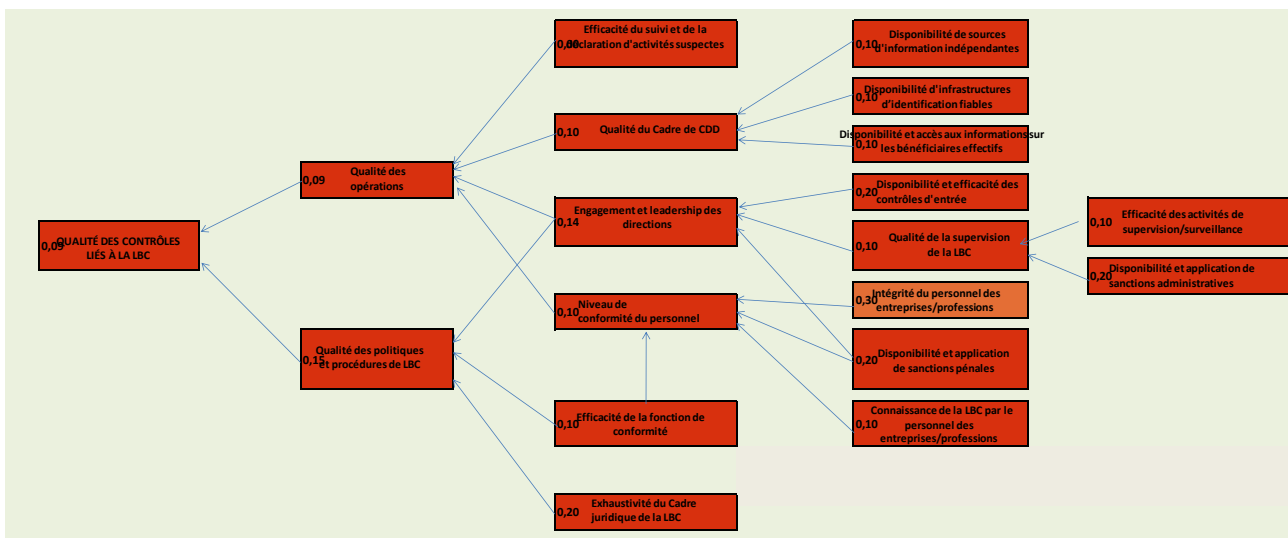 0,09
QUALITÉ DES CONTRÔLES
LIÉS À LA LBC
0,09
Qualité des
opérations
0,15
Qualité des politiques
et procédures de LBC
0,00
Efficacité du suivi et de la
déclaration d'activités suspectes
0,10
Qualité du Cadre de CDD
0,14
Engagement et leadership des
directions
0,10
Niveau de
conformité du personnel
0,10
Efficacité de la fonction de
conformité
0,20
Exhaustivité du Cadre
juridique de la LBC
0,10
Disponibilité de sources
d'information indépendantes
0,10
Disponibilité d'infrastructures
d'identification fiables
0,10
Disponibilité et accès aux informations sur
les bénéficiaires effectifs
0,20
Disponibilité et efficacité des
contrôles d'entrée
0,10
Qualité de la supervision
de la LBC
0,30
Intégrité du personnel des
entreprises/professions
0,20
Disponibilité et application
de sanctions pénales
0,10
Connaissance de la LBC par le
personnel des
entreprises/professions
0,10
Efficacité des activités de
supervision/surveillance
0,20
Disponibilité et application de
sanctions administratives